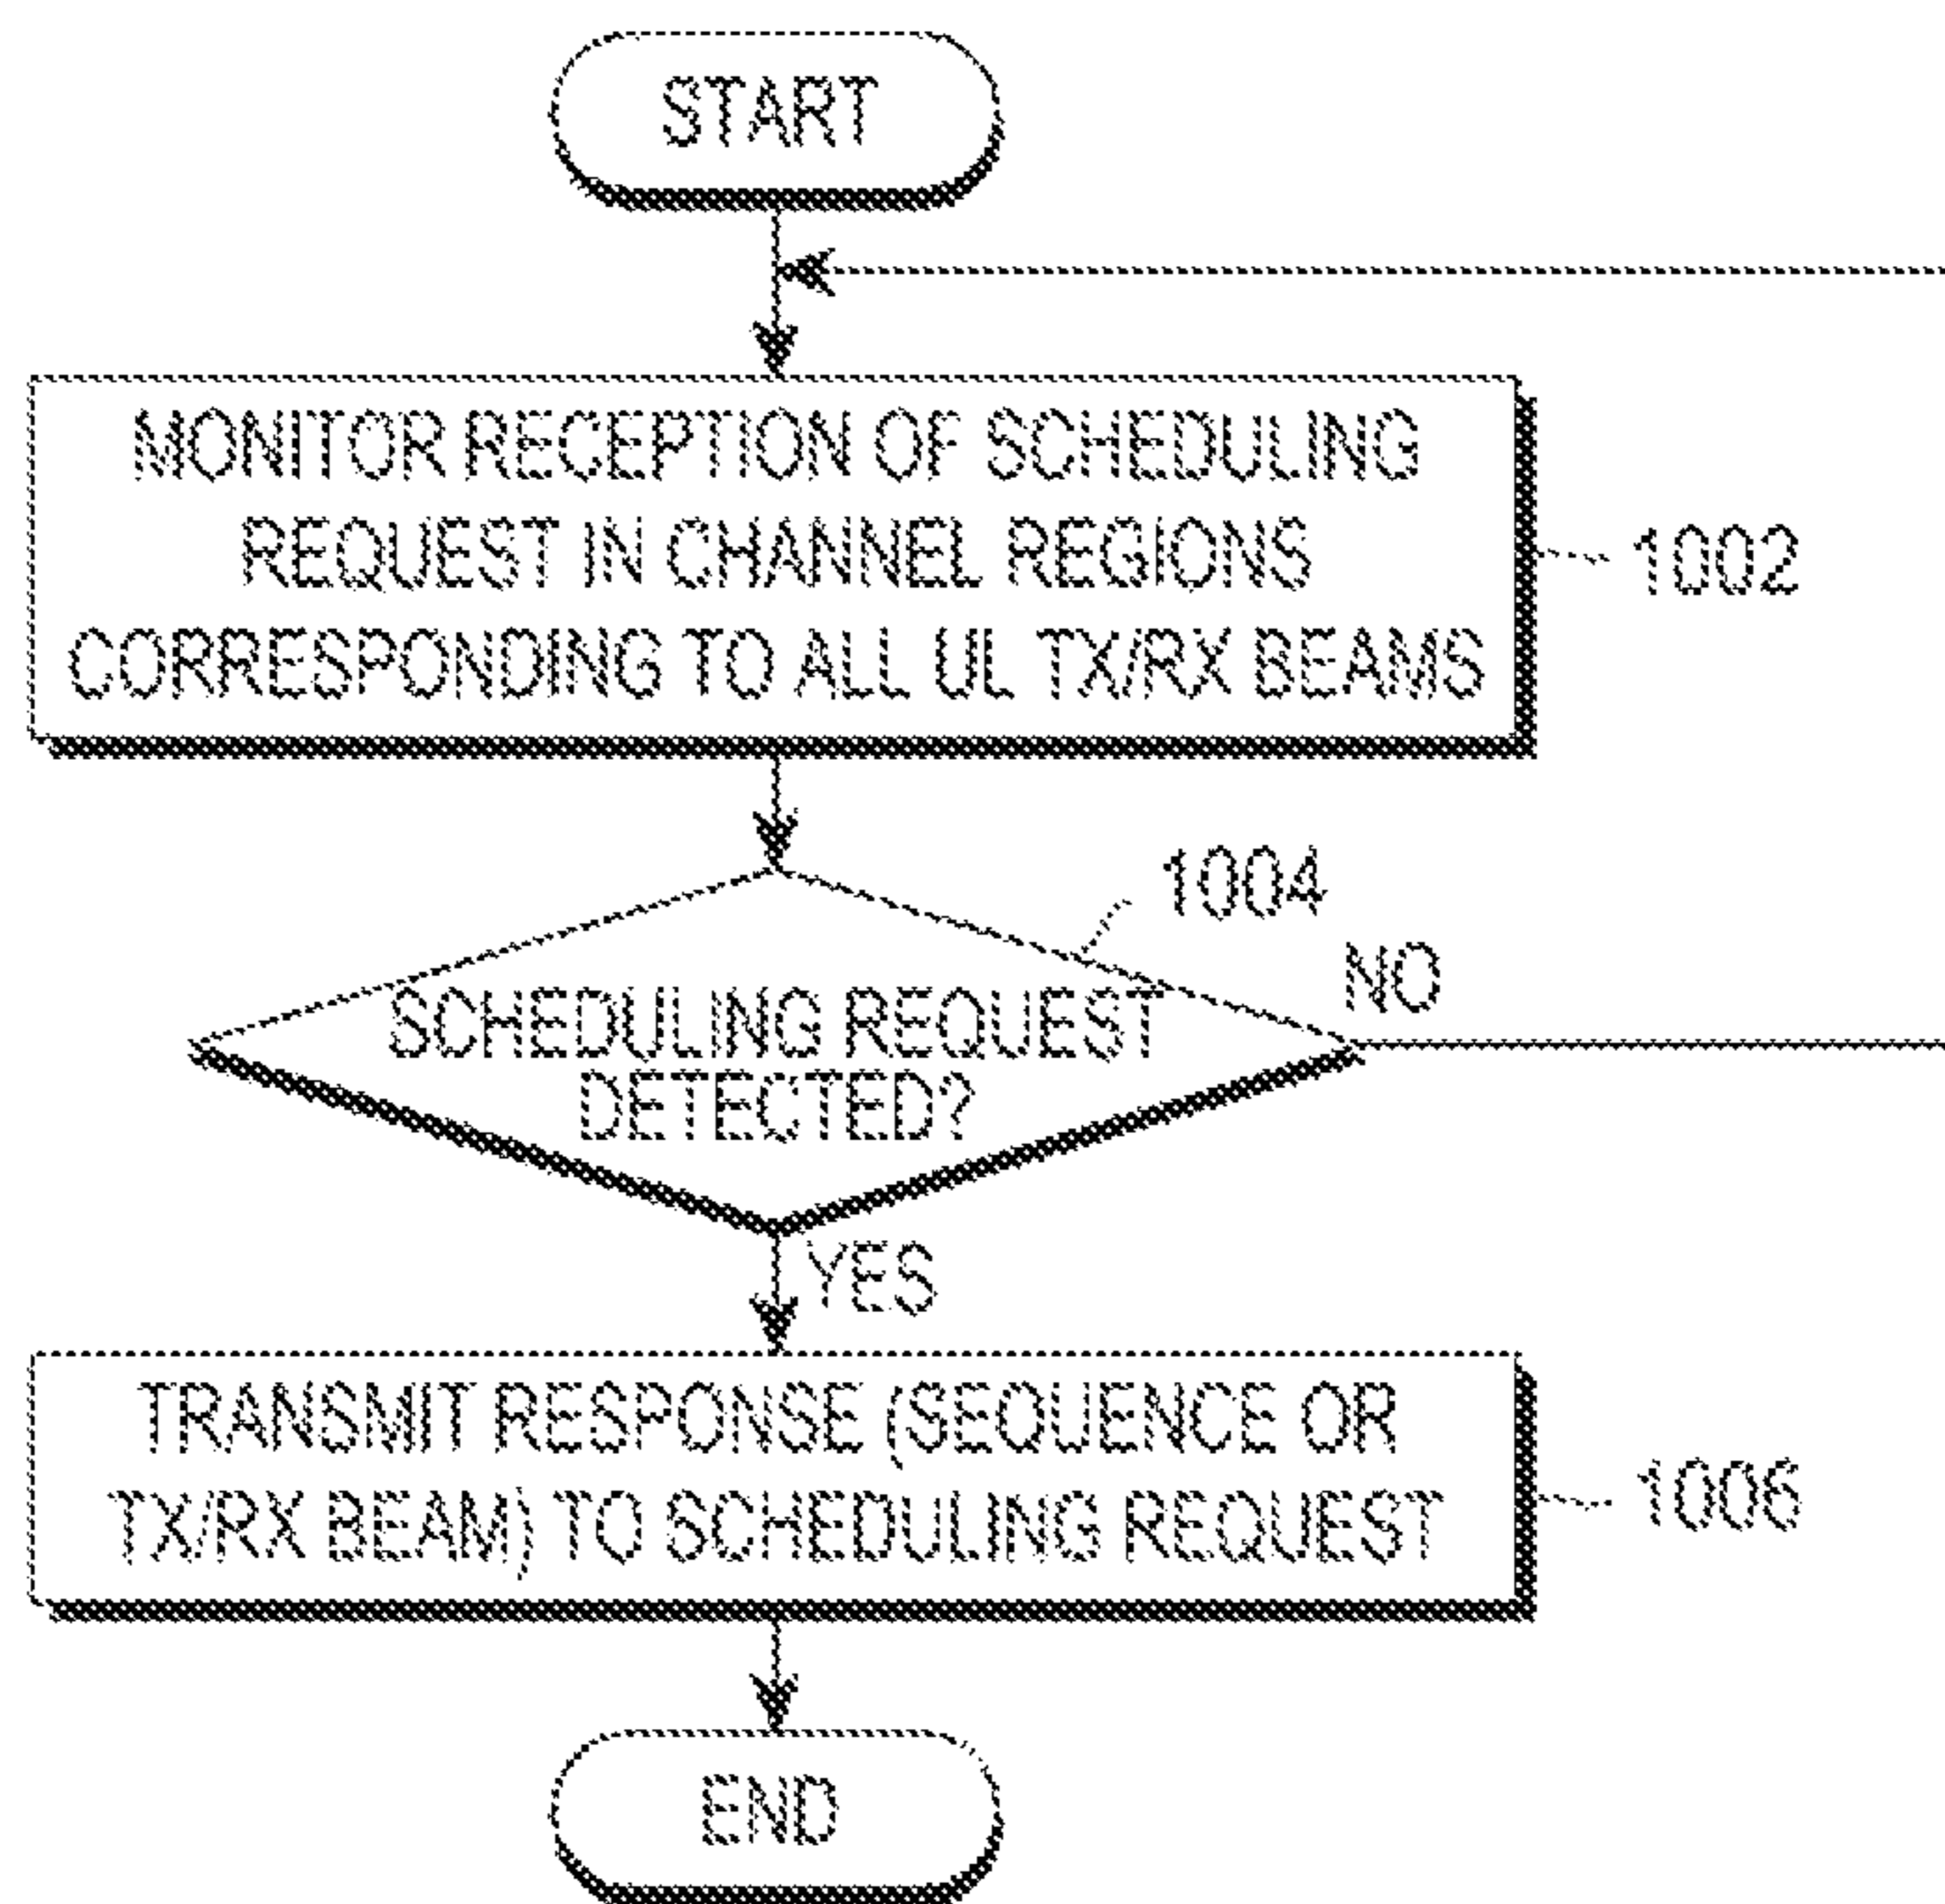 START
MONITOR RECEPTION OF SCHEDULING
REQUEST IN CHANNEL REGIONS
CORRESPONDING TO ALL UL TX/RX BEAMS
1002
1004
SCHEDULING REQUEST
DETECTED?
NO
YES
TRANSMIT RESPONSE (SEQUENCE OR
TX/RX BEAM) TO SCHEDULING REQUEST
1006
END